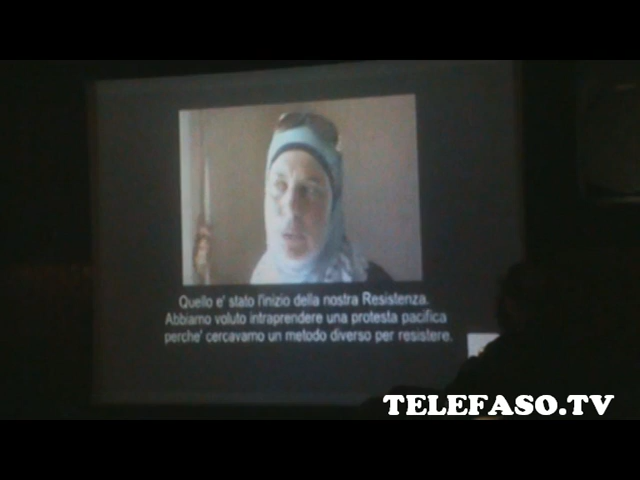 Quello e' stato l'inizio della nostra Resistenza.
Abbiamo voluto intraprendere una protesta pacifica
perche' cercavamo un metodo diverso per resistere.
TELEFASO.TV